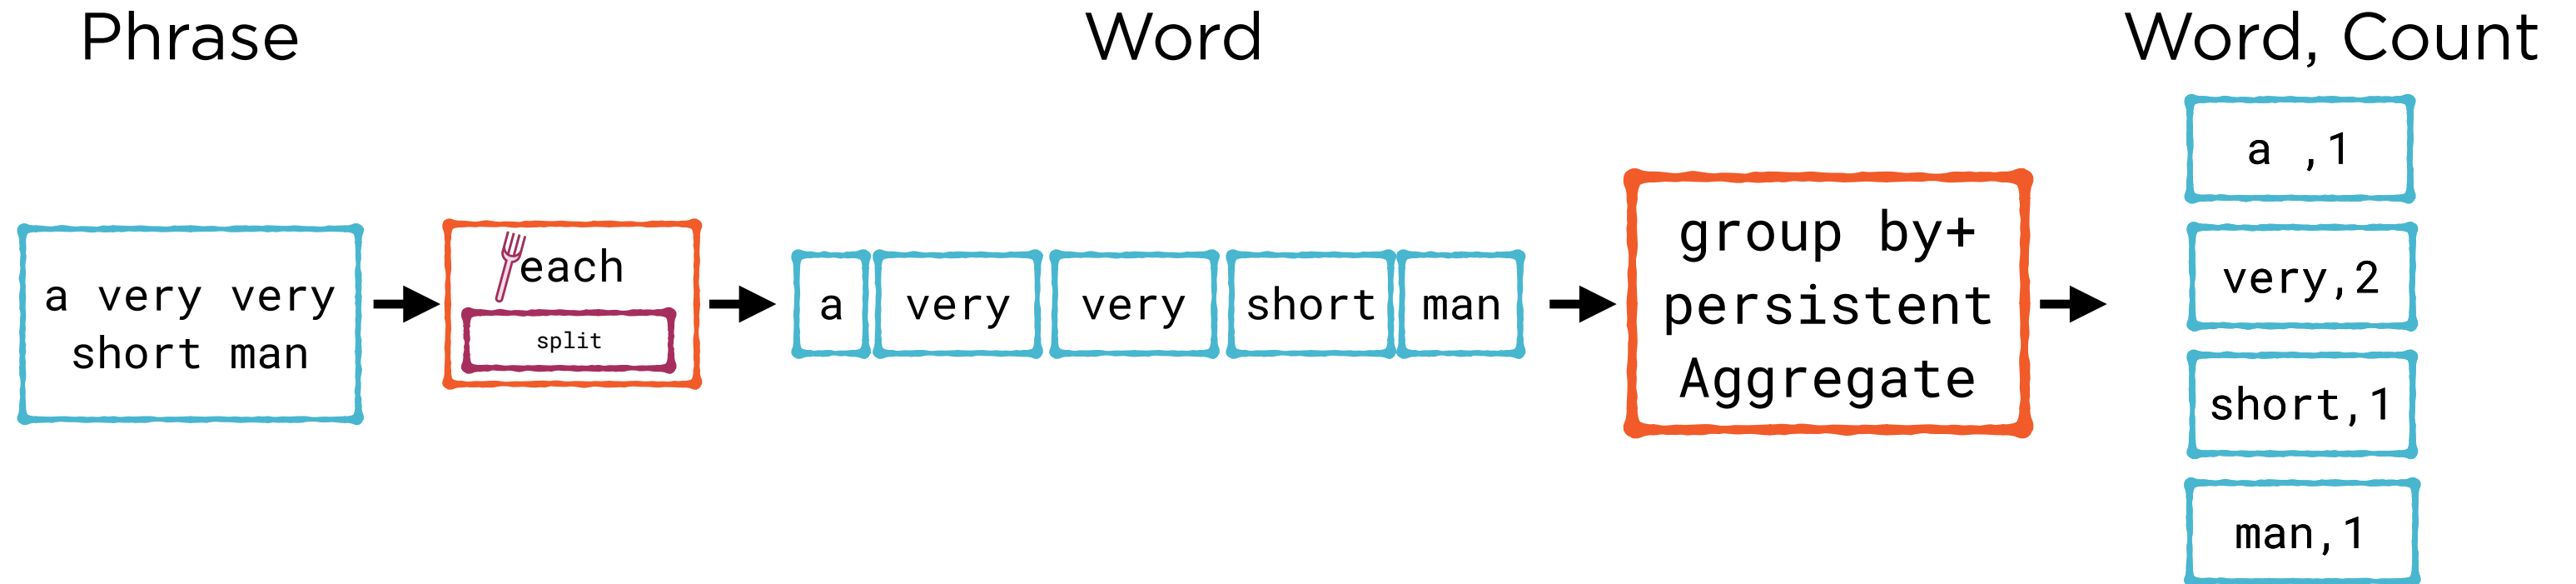 Phrase
Word
Word, Count
a very very
short man
each
split
a
very
very
short
man
group by+
persistent
Aggregate
a ,1
very,2
short,1
man,1